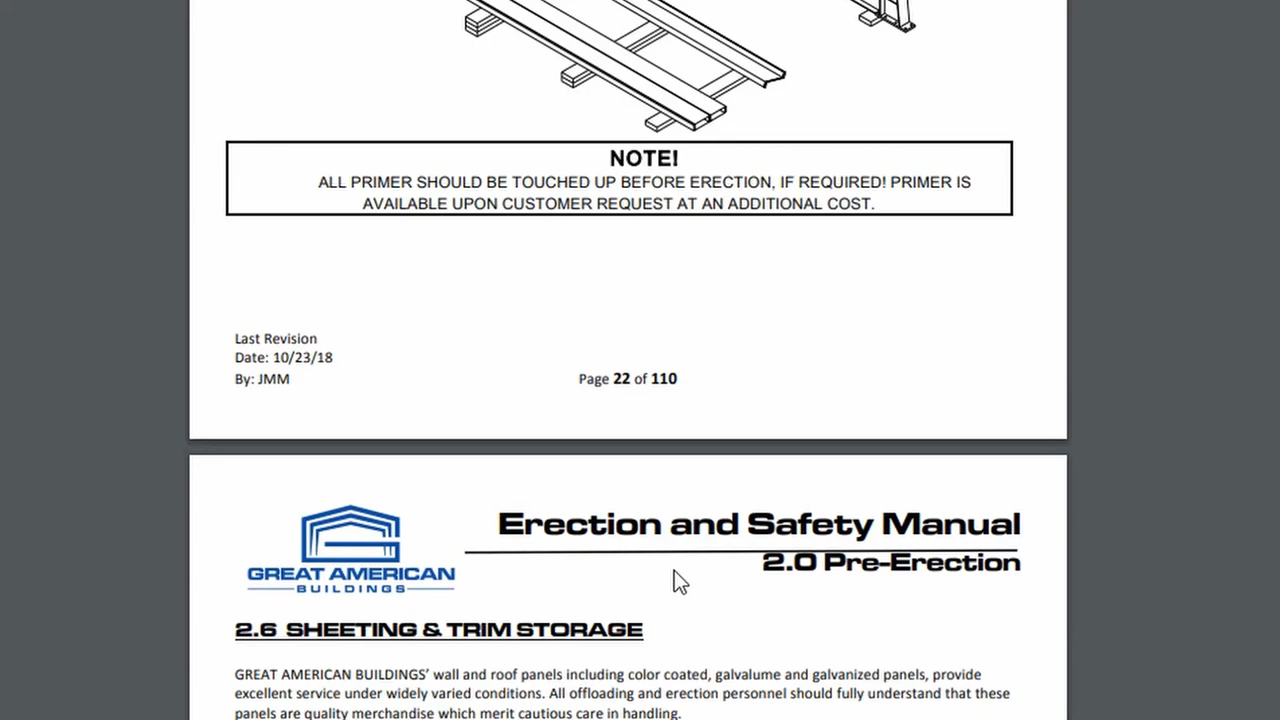 NOTE!
ALL PRIMER SHOULD BE TOUCHED UP BEFORE ERECTION, IF REQUIRED! PRIMER IS
AVAILABLE UPON CUSTOMER REQUEST AT AN ADDITIONAL COST.
Last Revision
Date: 10/23/18
By: JMM
Page 22 of 110
GREAT AMERICAN
BUILDINGS
Erection and Safety Manual
2.0 Pre-Erection
2.6 SHEETING & TRIM STORAGE
GREAT AMERICAN BUILDINGS’ wall and roof panels including color coated, galvalume and galvanized panels, provide
excellent service under widely varied conditions. All offloading and erection personnel should fully understand that these
panels are quality merchandise which merit cautious care in handling.